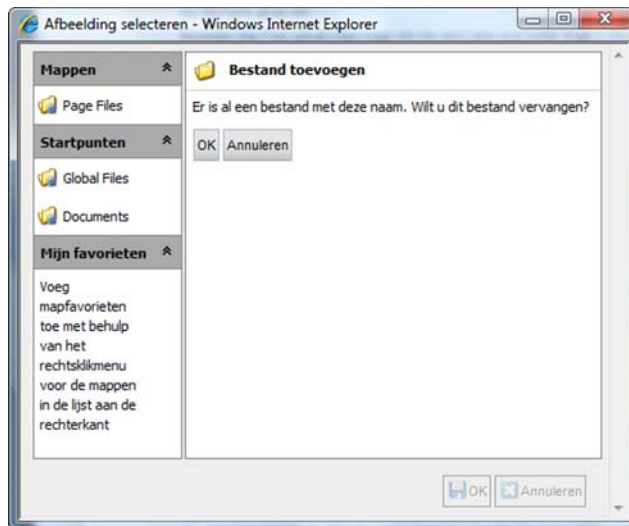 Afbeelding selecteren - Windows Internet Explorer
Mappen
Page Files
Startpunten
Global Files
Documents
Mijn favorieten
Voeg
mapfavorieten
toe met behulp
van het
rechtsklikmenu
voor de mappen
in de lijst aan de
rechterkant
Bestand toevoegen
Er is al een bestand met deze naam. Wilt u dit bestand vervangen?
OK Annuleren
OK Annuleren